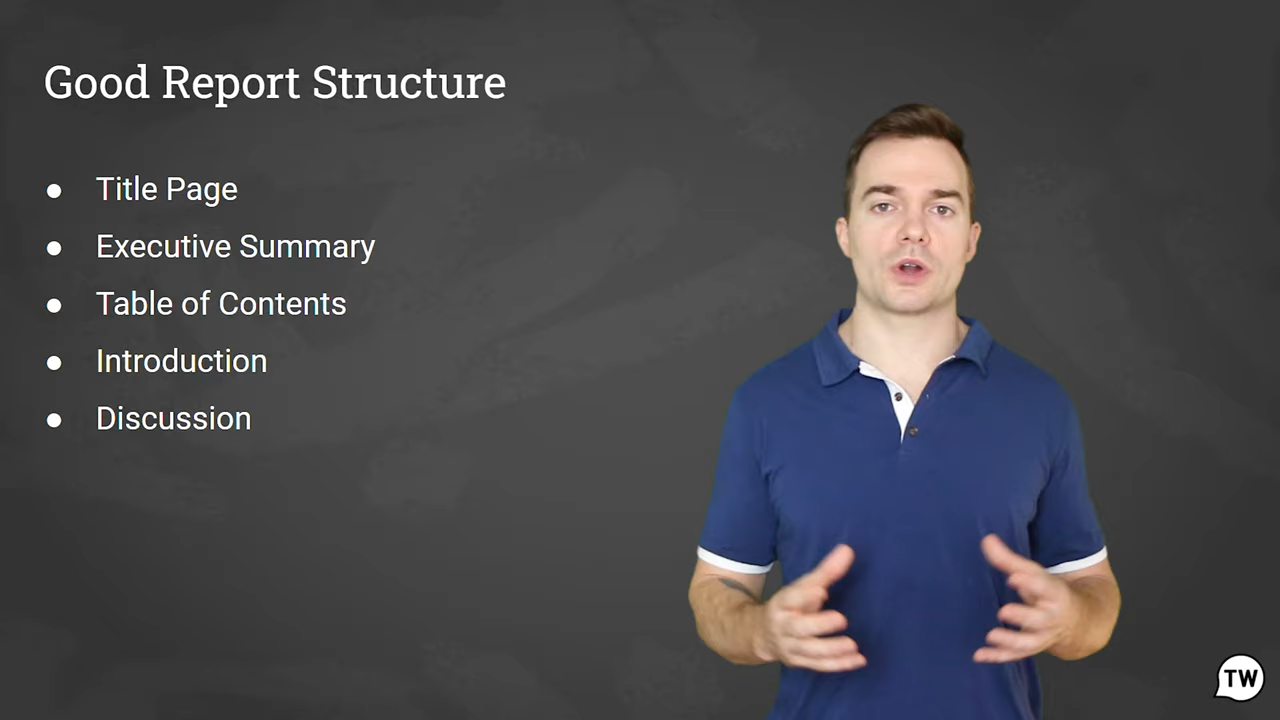 Good Report Structure
● Title Page
● Executive Summary
● Table of Contents
● Introduction
● Discussion
TW